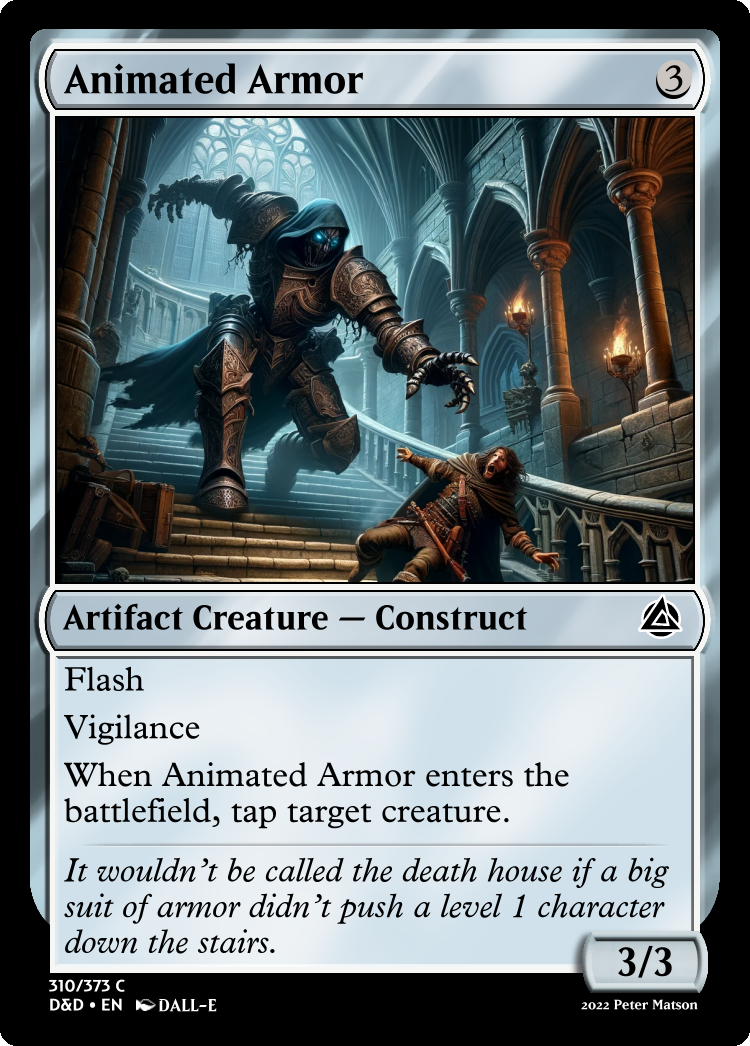 Animated Armor
3
Artifact Creature — Construct
Flash
Vigilance
When Animated Armor enters the
battlefield, tap target creature.
It wouldn't be called the death house if a big
suit of armor didn't push a level 1 character
down the stairs.
3/3
310/373 C
D&D • EN DALL-E
2022 Peter Matson